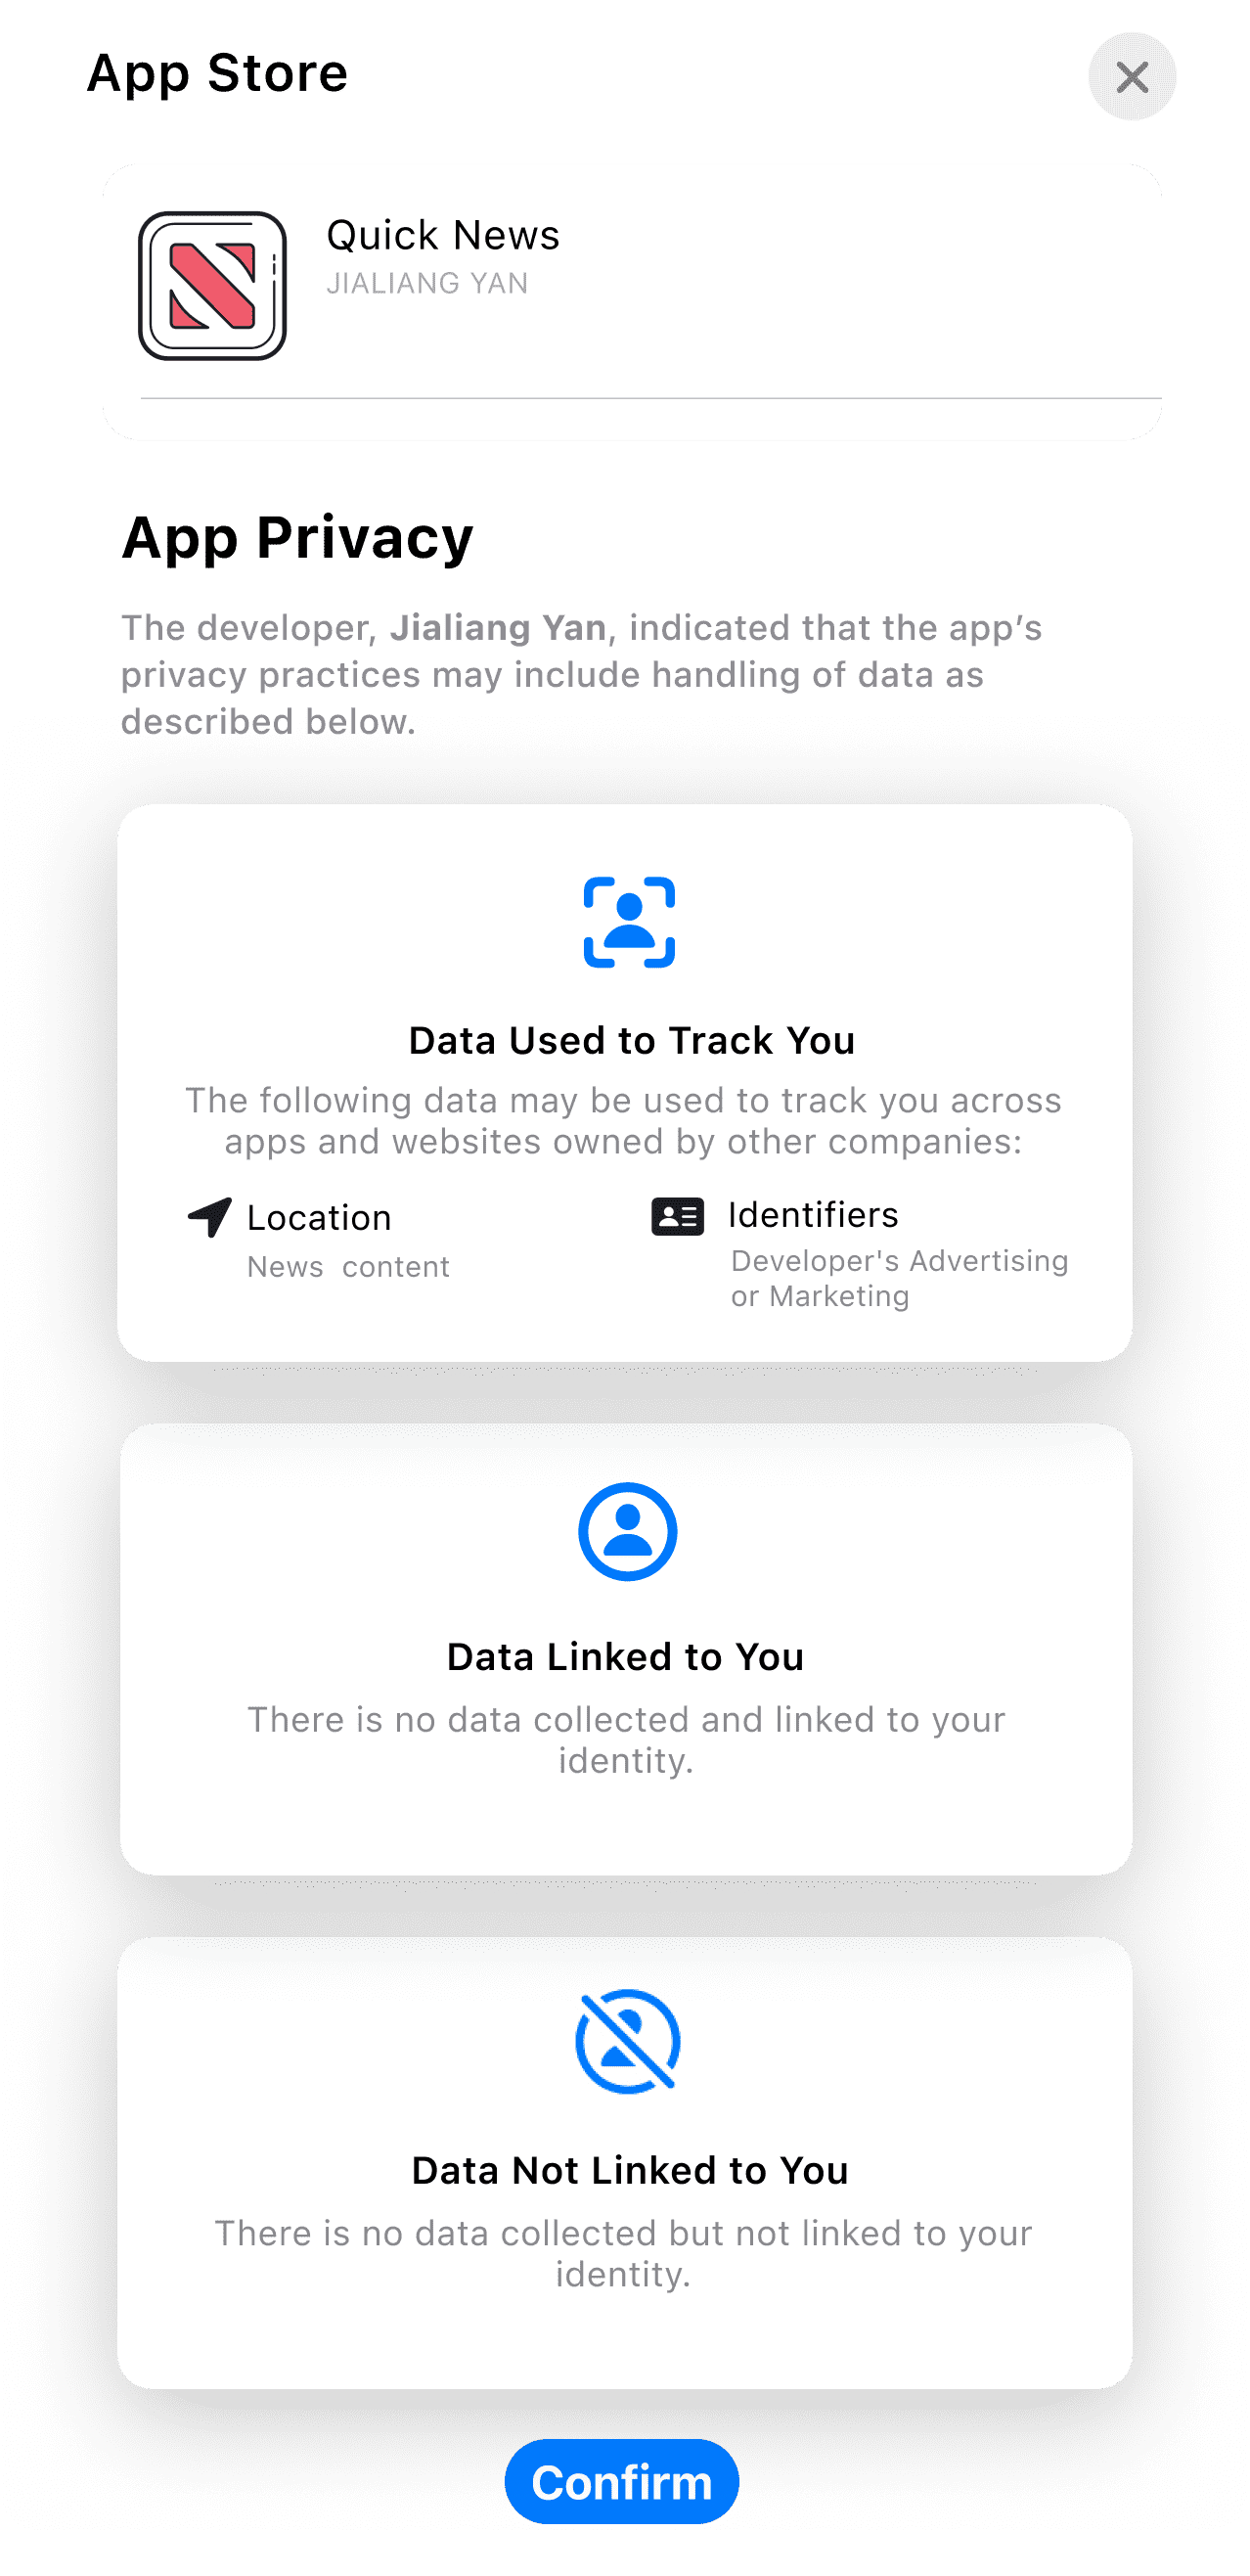 App Store
Quick News
JIALIANG YAN
App Privacy
The developer, Jialiang Yan, indicated that the app’s
privacy practices may include handling of data as
described below.
Data Used to Track You
The following data may be used to track you across
apps and websites owned by other companies:
Location
News content
Identifiers
Developer's Advertising
or Marketing
Data Linked to You
There is no data collected and linked to your
identity.
Data Not Linked to You
There is no data collected but not linked to your
identity.
Confirm